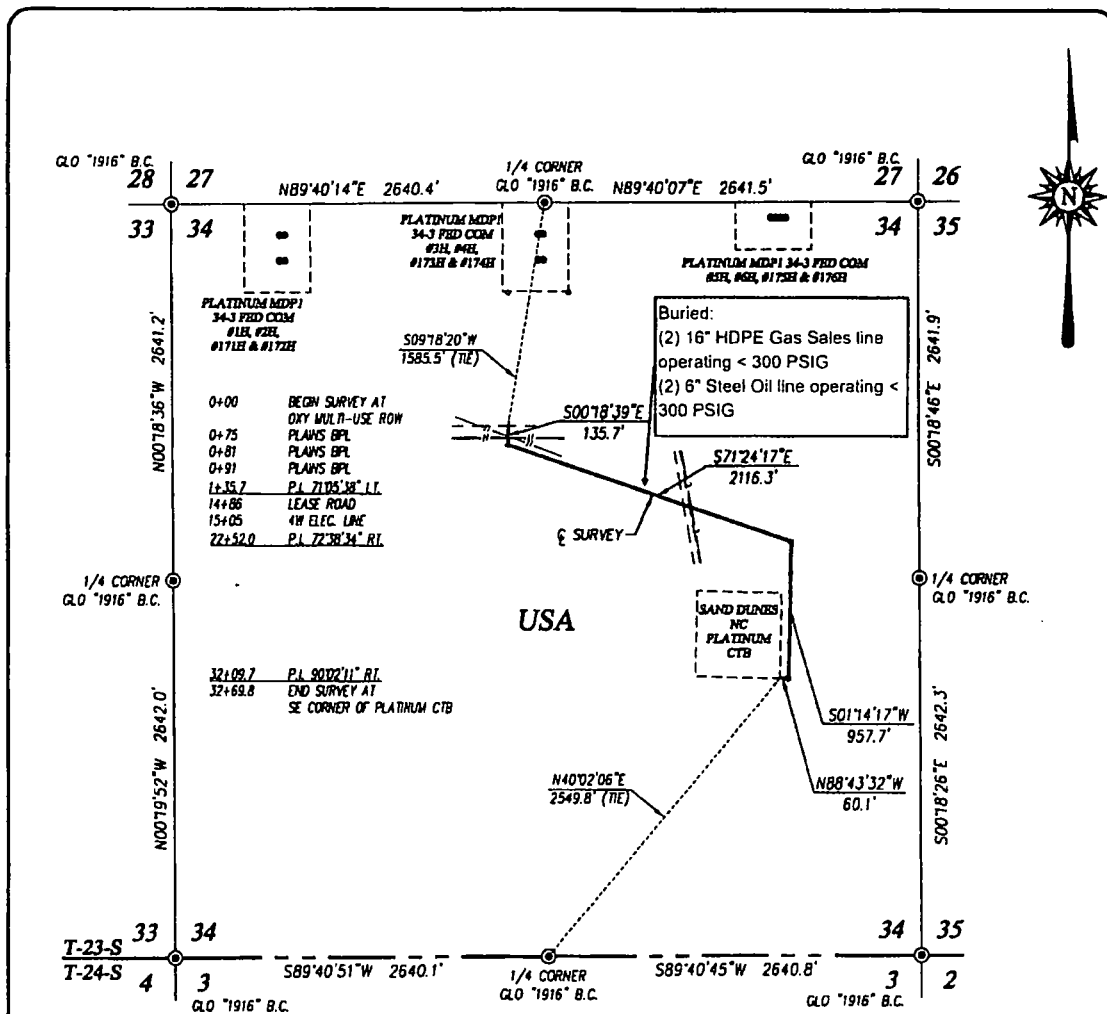 GLO "1916" B.C.
28 27
N89°40'14"E 2640.4'
1/4 CORNER
GLO "1916" B.C.
N89°40'07"E 2641.5'
GLO "1916" B.C.
27 26
N
33 34
34 35
PLATINUM MDP1
34-3 FED COM
#1H, #2H,
#171H & #172H
PLATINUM MDP1
34-3 FED COM
#3H, #4H,
#173H & #174H
PLATINUM MDP1 34-3 FED COM
#5H, #6H, #175H & #176H
Buried:
(2) 16" HDPE Gas Sales line
operating < 300 PSIG
(2) 6" Steel Oil line operating <
300 PSIG
N00°18'36"W 2641.2'
S00°18'46"E 2641.9'
S09°18'20"W
1585.5' (TIE)
S00°18'39"E
135.7'
S71°24'17"E
2116.3'
℄ SURVEY
0+00 BEGIN SURVEY AT
OXY MULTI-USE ROW
0+75 PLAINS BPL
0+81 PLAINS BPL
0+91 PLAINS BPL
1+35.7 P.I. 71°05'38" LT.
14+86 LEASE ROAD
15+05 4W ELEC. LINE
22+52.0 P.I. 72°38'34" RT.
1/4 CORNER
GLO "1916" B.C.
1/4 CORNER
GLO "1916" B.C.
USA
SAND DUNES
NC
PLATINUM
CTB
32+09.7 P.I. 90°02'11" RT.
32+69.8 END SURVEY AT
SE CORNER OF PLATINUM CTB
S01°14'17"W
957.7'
N88°43'32"W
60.1'
N40°02'06"E
2549.8' (TIE)
N00°19'52"W 2642.0'
S00°18'26"E 2642.3'
T-23-S 33 34
T-24-S 4 3
GLO "1916" B.C.
S89°40'51"W 2640.1'
1/4 CORNER
GLO "1916" B.C.
S89°40'45"W 2640.8'
34 35
3 2
GLO "1916" B.C.